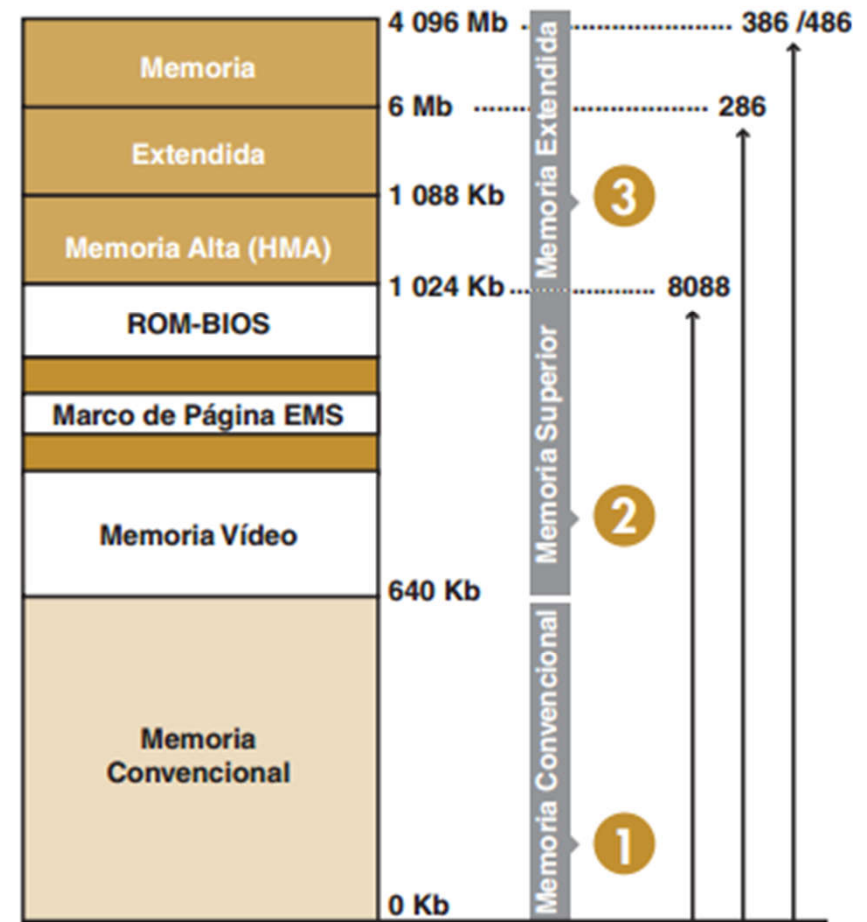 4 096 Mb
386 /486
Memoria
6 Mb
286
Extendida
1 088 Kb
Memoria Alta (HMA)
1 024 Kb
8088
ROM-BIOS
Marco de Página EMS
Memoria Vídeo
640 Kb
Memoria
Convencional
0 Kb
Memoria Extendida
3
Memoria Superior
2
Memoria Convencional
1